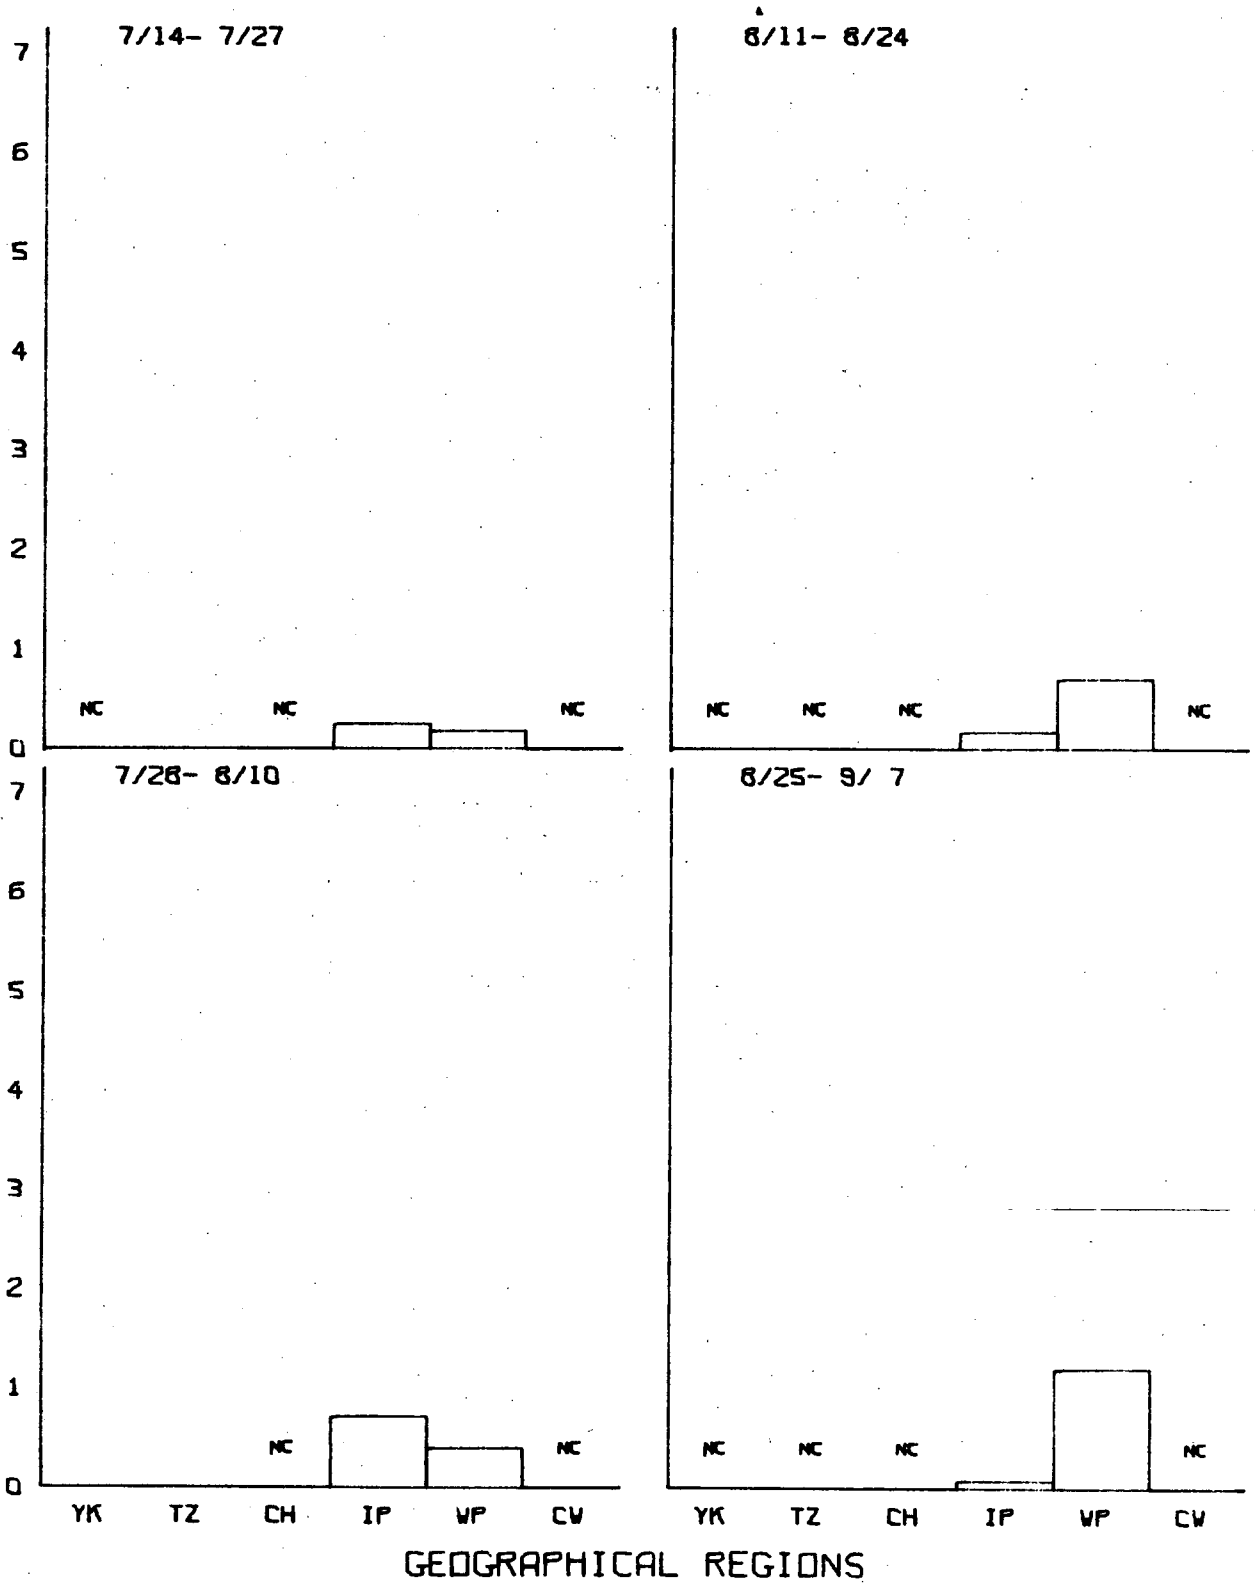 7/14- 7/27
7
6
5
4
3
2
1
NC NC NC
0
8/11- 8/24
NC NC NC NC
7/28- 8/10
7
6
5
4
3
2
1
NC NC
0
YK TZ CH IP WP CW
8/25- 9/ 7
NC NC NC NC
YK TZ CH IP WP CW
GEOGRAPHICAL REGIONS